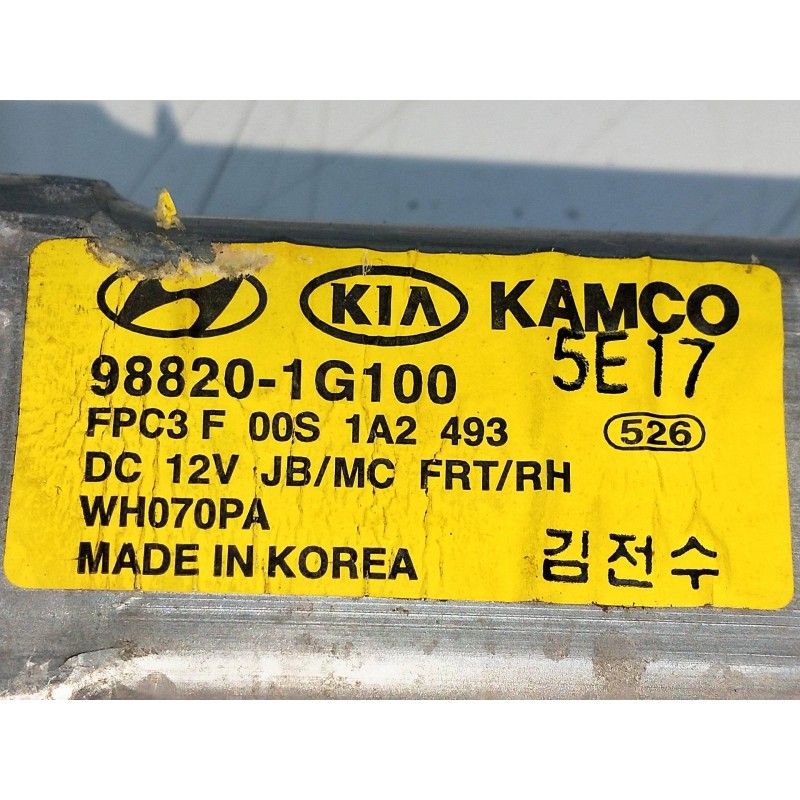 KIA KAMCO
98820-1G100 5E17
FPC3 F 00S 1A2 493 526
DC 12V JB/MC FRT/RH
WH070PA
MADE IN KOREA 김전수